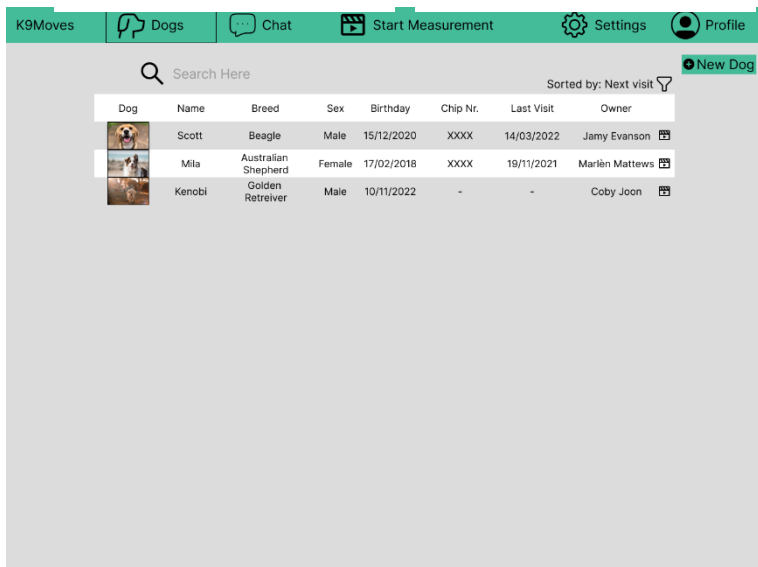 K9Moves Dogs Chat Start Measurement Settings Profile
New Dog
Search Here
Sorted by: Next visit
Dog Name Breed Sex Birthday Chip Nr. Last Visit Owner
Scott Beagle Male 15/12/2020 XXXX 14/03/2022 Jamy Evanson
Mila Australian Shepherd Female 17/02/2018 XXXX 19/11/2021 Marlèn Mattews
Kenobi Golden Retreiver Male 10/11/2022 - - Coby Joon